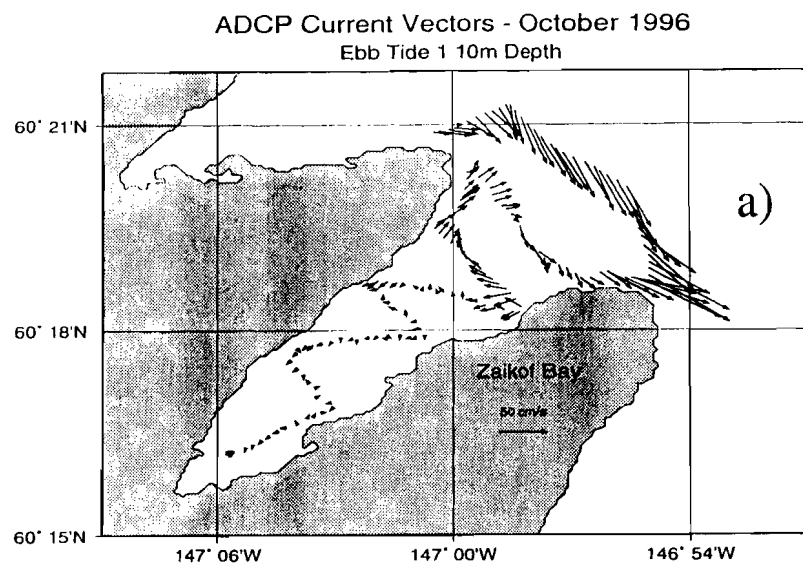 ADCP Current Vectors - October 1996
Ebb Tide 1 10m Depth
60° 21'N
a)
60° 18'N
Zaikof Bay
50 cm/s
60° 15'N
147° 06'W
147° 00'W
146° 54'W